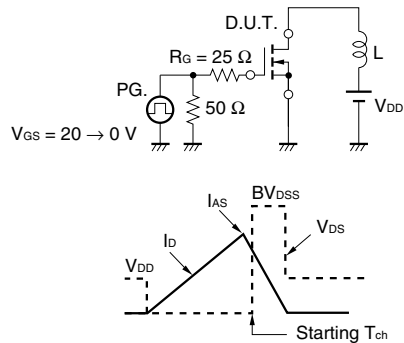 D.U.T.
RG = 25 Ω
L
PG.
50 Ω
VDD
VGS = 20 → 0 V
BVDSS
IAS
VDS
ID
VDD
Starting Tch